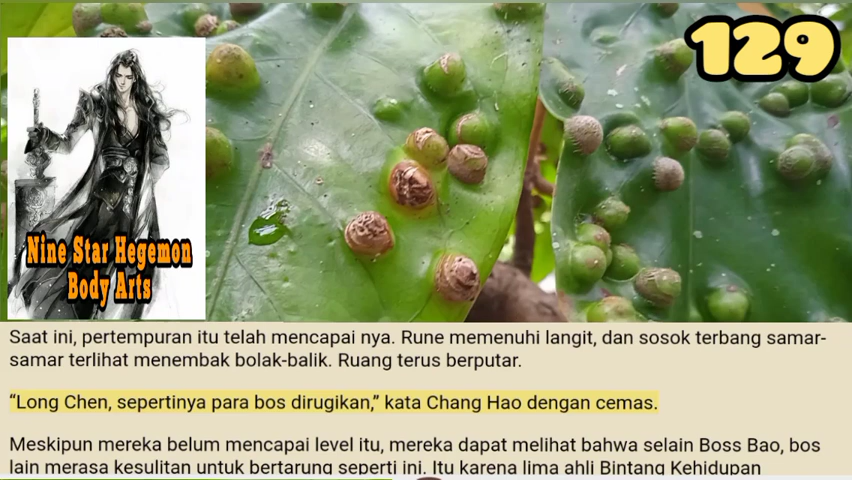 129
Nine Star Hegemon
Body Arts
Saat ini, pertempuran itu telah mencapai nya. Rune memenuhi langit, dan sosok terbang samar-
samar terlihat menembak bolak-balik. Ruang terus berputar.
“Long Chen, sepertinya para bos dirugikan,” kata Chang Hao dengan cemas.
Meskipun mereka belum mencapai level itu, mereka dapat melihat bahwa selain Boss Bao, bos
lain merasa kesulitan untuk bertarung seperti ini. Itu karena lima ahli Bintang Kehidupan